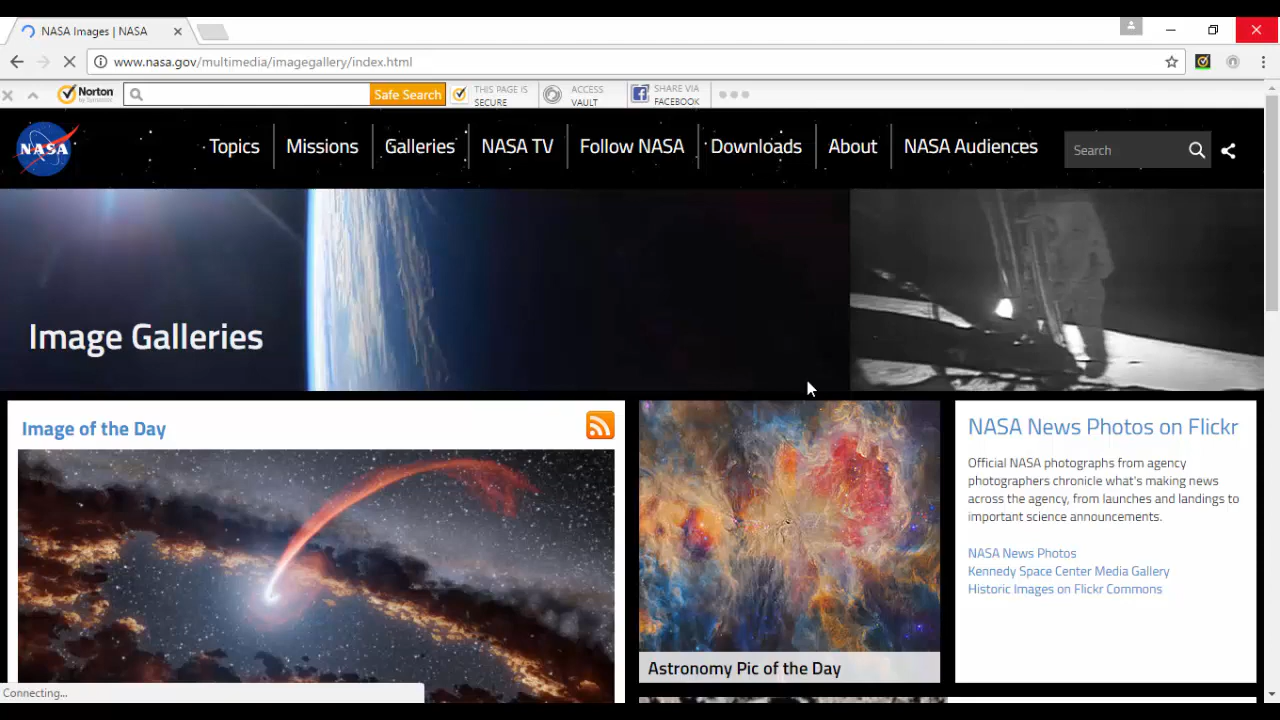 NASA Images | NASA
www.nasa.gov/multimedia/imagegallery/index.html
Norton
by Symantec
Safe Search
THIS PAGE IS
SECURE
ACCESS
VAULT
SHARE VIA
FACEBOOK
NASA
Topics
Missions
Galleries
NASA TV
Follow NASA
Downloads
About
NASA Audiences
Search
Image Galleries
Image of the Day
Astronomy Pic of the Day
NASA News Photos on Flickr
Official NASA photographs from agency
photographers chronicle what's making news
across the agency, from launches and landings to
important science announcements.
NASA News Photos
Kennedy Space Center Media Gallery
Historic Images on Flickr Commons
Connecting...